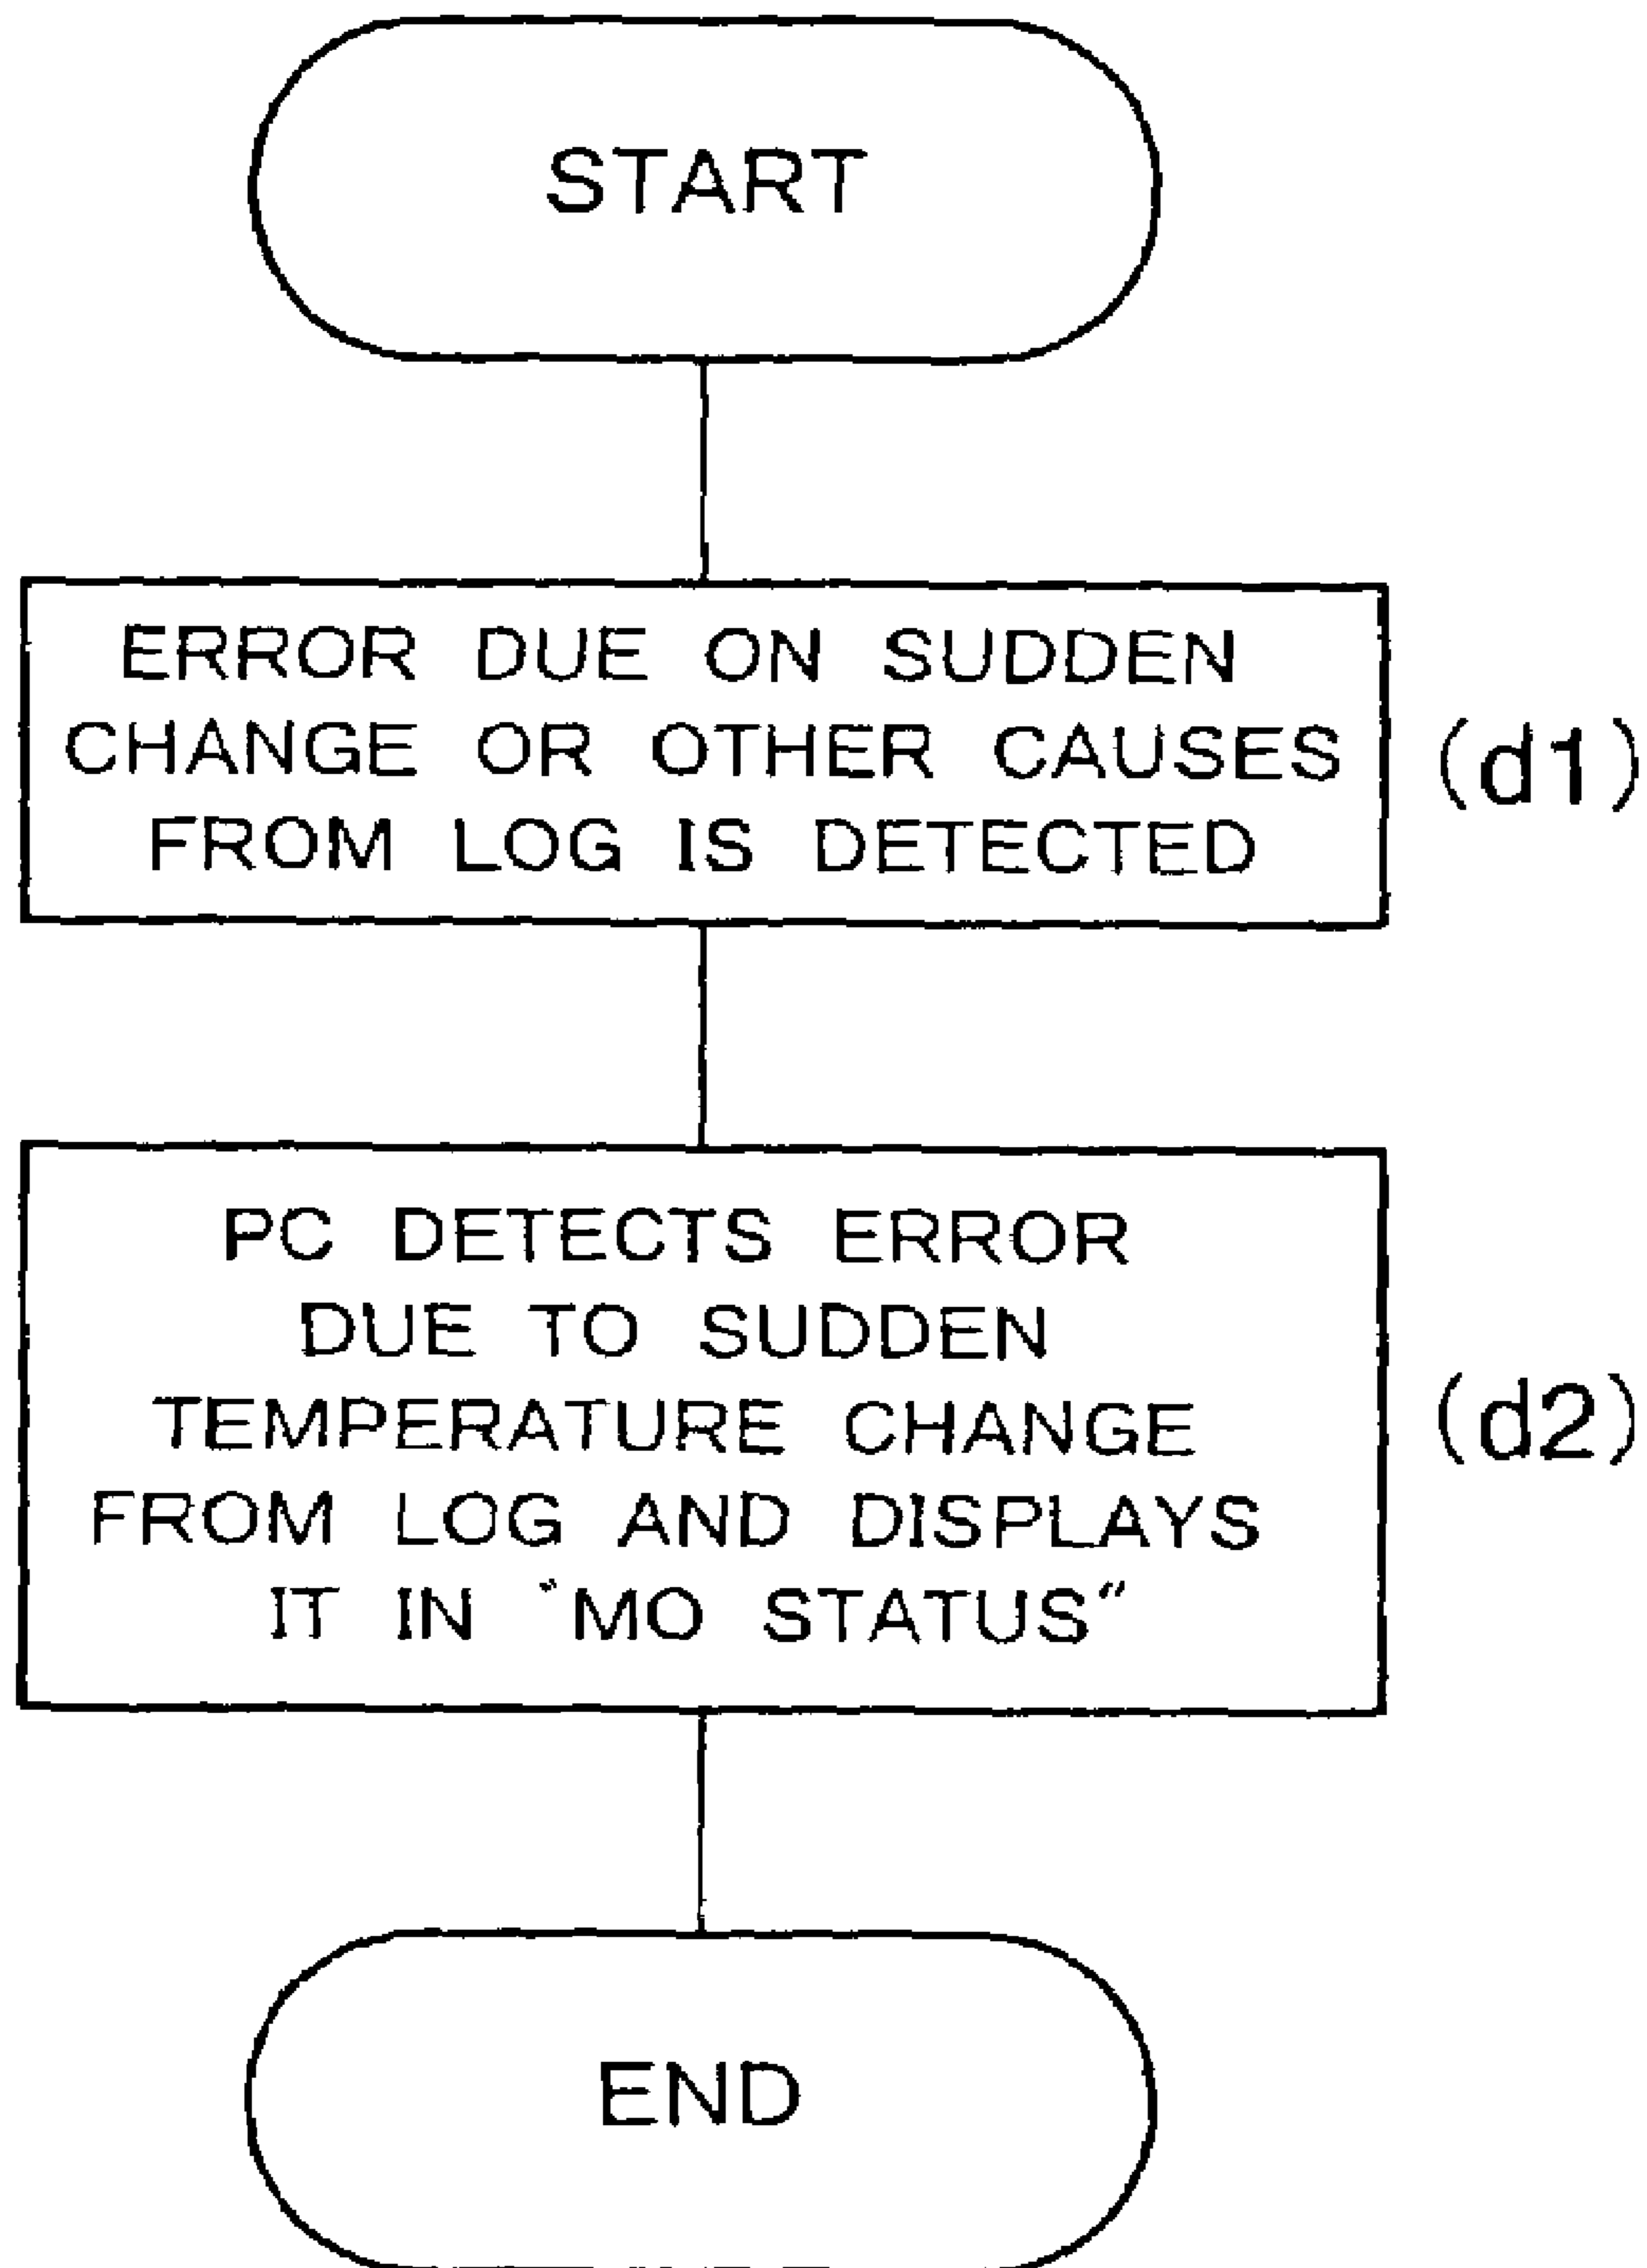 START
ERROR DUE ON SUDDEN
CHANGE OR OTHER CAUSES
FROM LOG IS DETECTED
(d1)
PC DETECTS ERROR
DUE TO SUDDEN
TEMPERATURE CHANGE
FROM LOG AND DISPLAYS
IT IN "MO STATUS"
(d2)
END